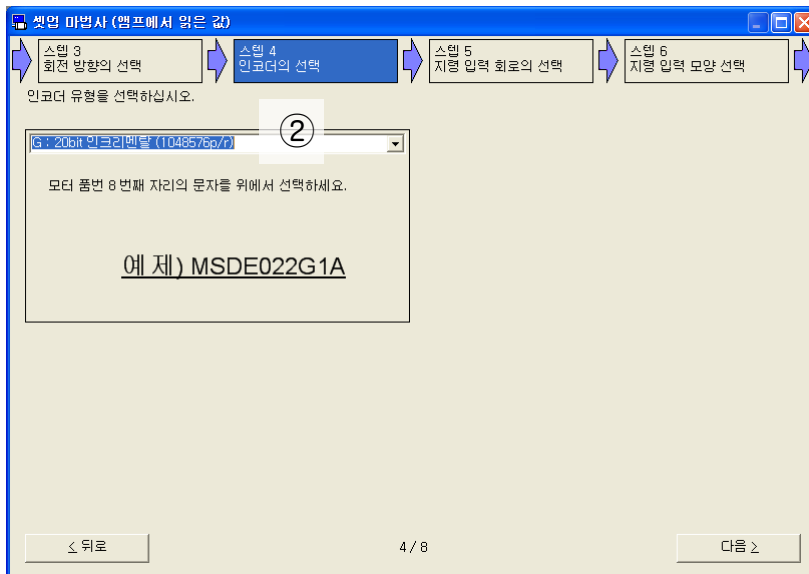 셋업 마법사 (앰프에서 읽은 값)
스텝 3
회전 방향의 선택
스텝 4
인코더의 선택
스텝 5
지령 입력 회로의 선택
스텝 6
지령 입력 모양 선택
인코더 유형을 선택하십시오.
②
G : 20bit 인크리멘탈 (1048576p/r)
모터 품번 8 번째 자리의 문자를 위에서 선택하세요.
예 제) MSDE022G1A
< 뒤로
4 / 8
다음 >